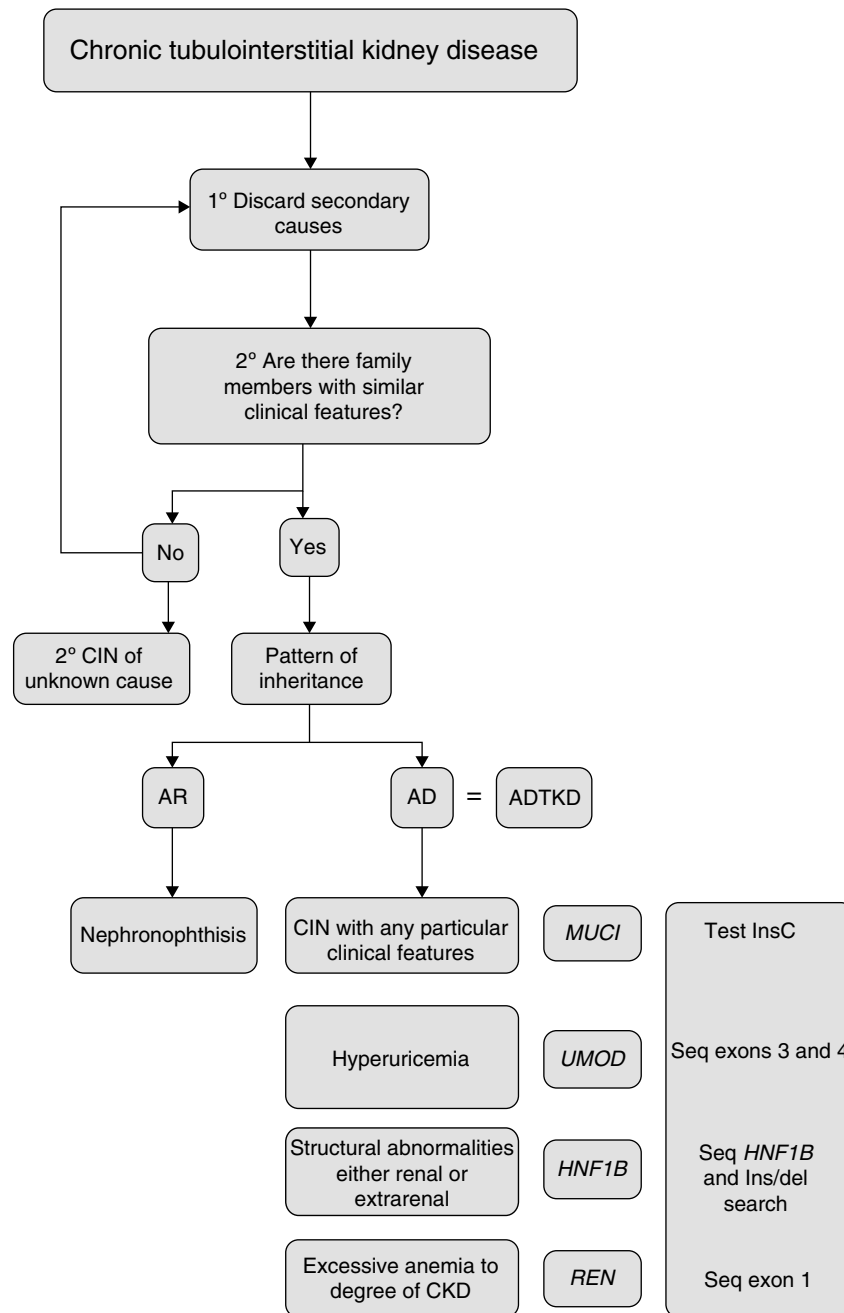 Chronic tubulointerstitial kidney disease
1º Discard secondary
causes
2º Are there family
members with similar
clinical features?
No
Yes
2º CIN of
unknown cause
Pattern of
inheritance
AR
AD
=
ADTKD
Nephronophthisis
CIN with any particular
clinical features
MUCI
Test InsC
Hyperuricemia
UMOD
Seq exons 3 and 4
Structural abnormalities
either renal or
extrarenal
HNF1B
Seq HNF1B
and Ins/del
search
Excessive anemia to
degree of CKD
REN
Seq exon 1